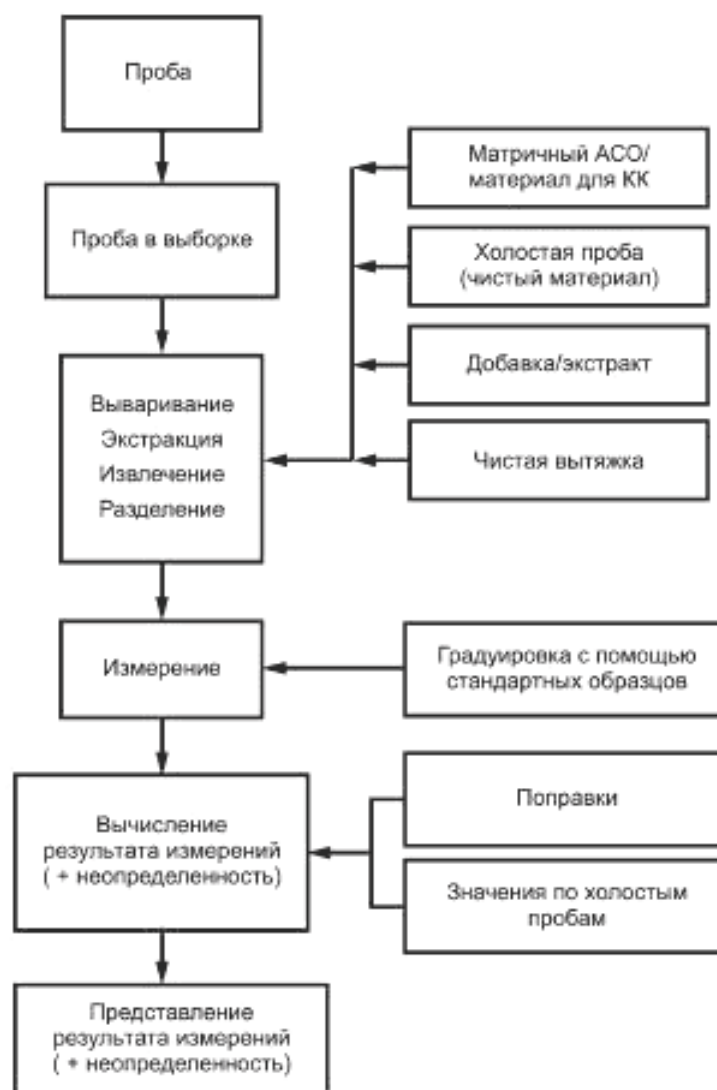 Проба
Проба в выборке
Матричный АСО/
материал для КК
Холостая проба
(чистый материал)
Добавка/экстракт
Чистая вытяжка
Вываривание
Экстракция
Извлечение
Разделение
Измерение
Градуировка с помощью
стандартных образцов
Вычисление
результата измерений
( + неопределенность)
Поправки
Значения по холостым
пробам
Представление
результата измерений
( + неопределенность)